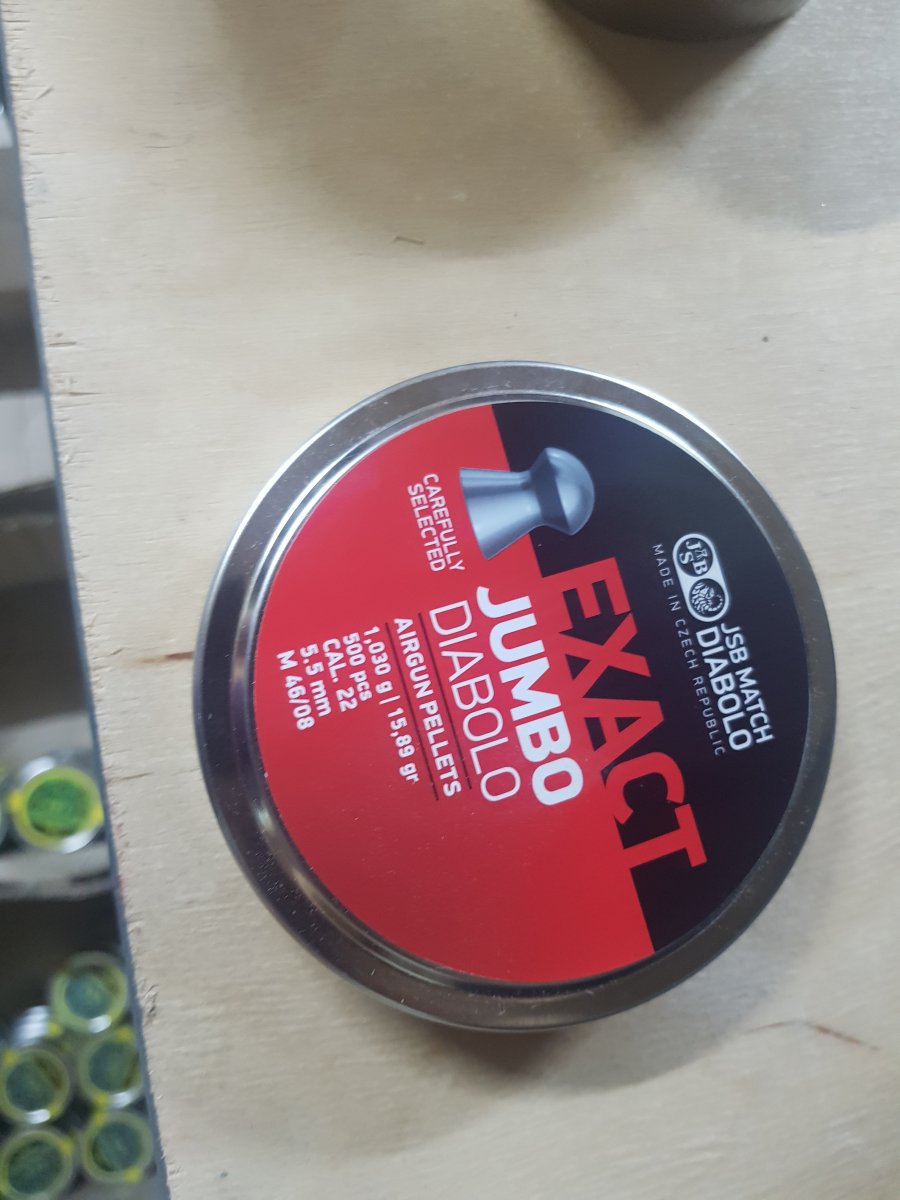 JSB
JSB MATCH
DIABOLO
MADE IN CZECH REPUBLIC
EXACT
JUMBO
DIABOLO
CAREFULLY
SELECTED
AIRGUN PELLETS
1,030 g | 15,89 gr
500 pcs
CAL. 22
5.5 mm
M 46/08